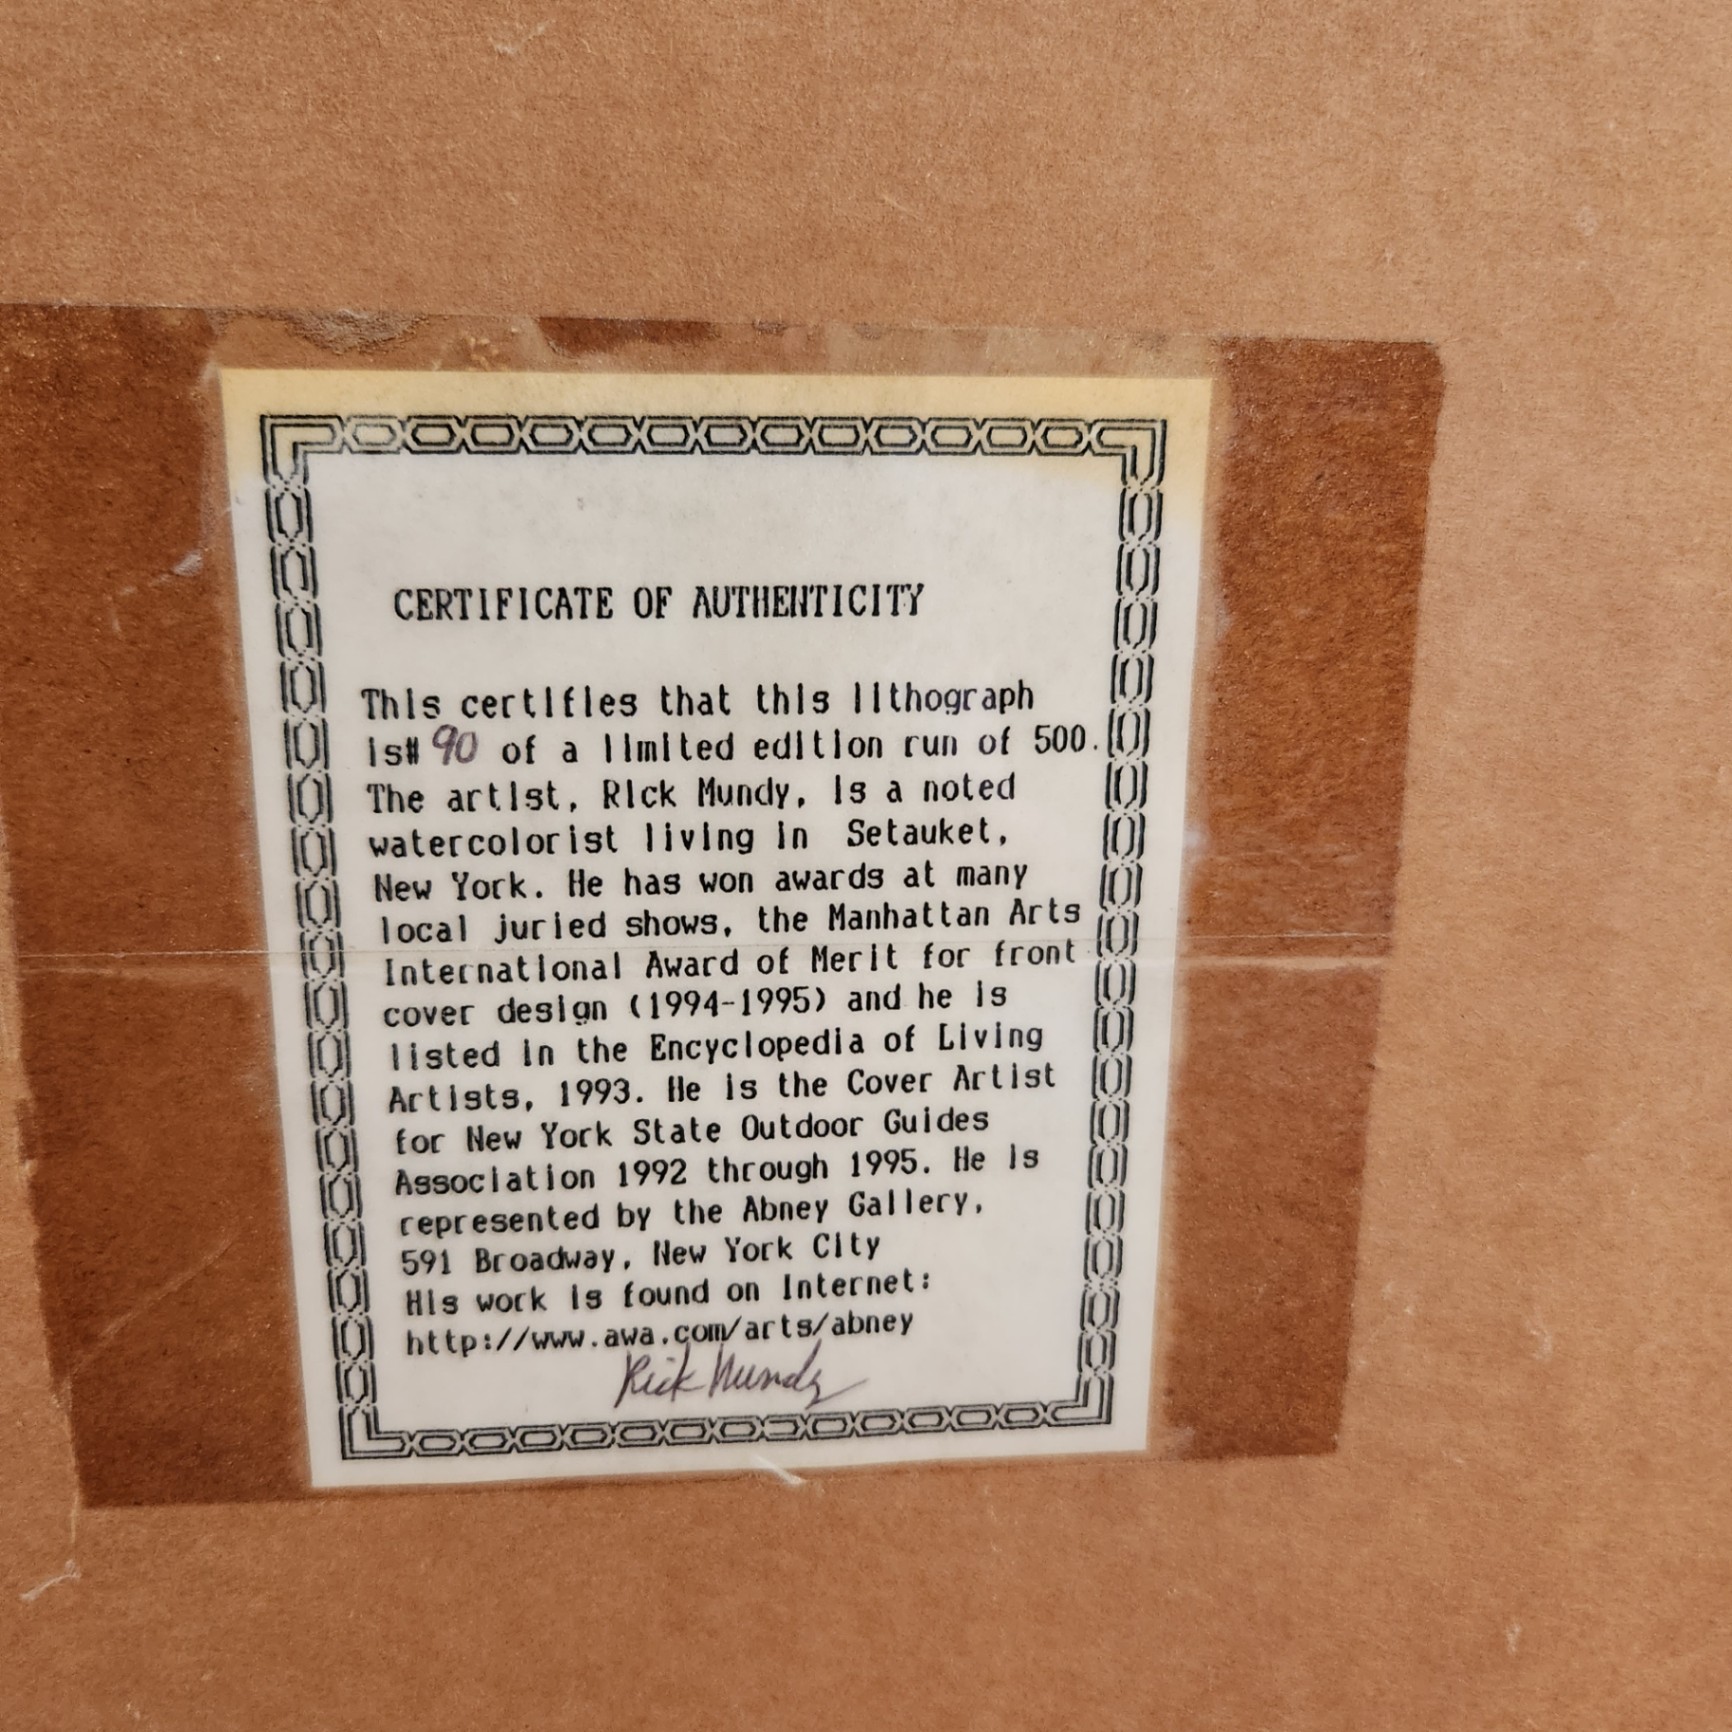 CERTIFICATE OF AUTHENTICITY
This certifies that this lithograph
is# 90 of a limited edition run of 500.
The artist, Rick Mundy, is a noted
watercolorist living in Setauket,
New York. He has won awards at many
local juried shows, the Manhattan Arts
International Award of Merit for front
cover design (1994-1995) and he is
listed in the Encyclopedia of Living
Artists, 1993. He is the Cover Artist
for New York State Outdoor Guides
Association 1992 through 1995. He is
represented by the Abney Gallery,
591 Broadway, New York City
His work is found on Internet:
http://www.awa.com/arts/abney
Rick Mundy